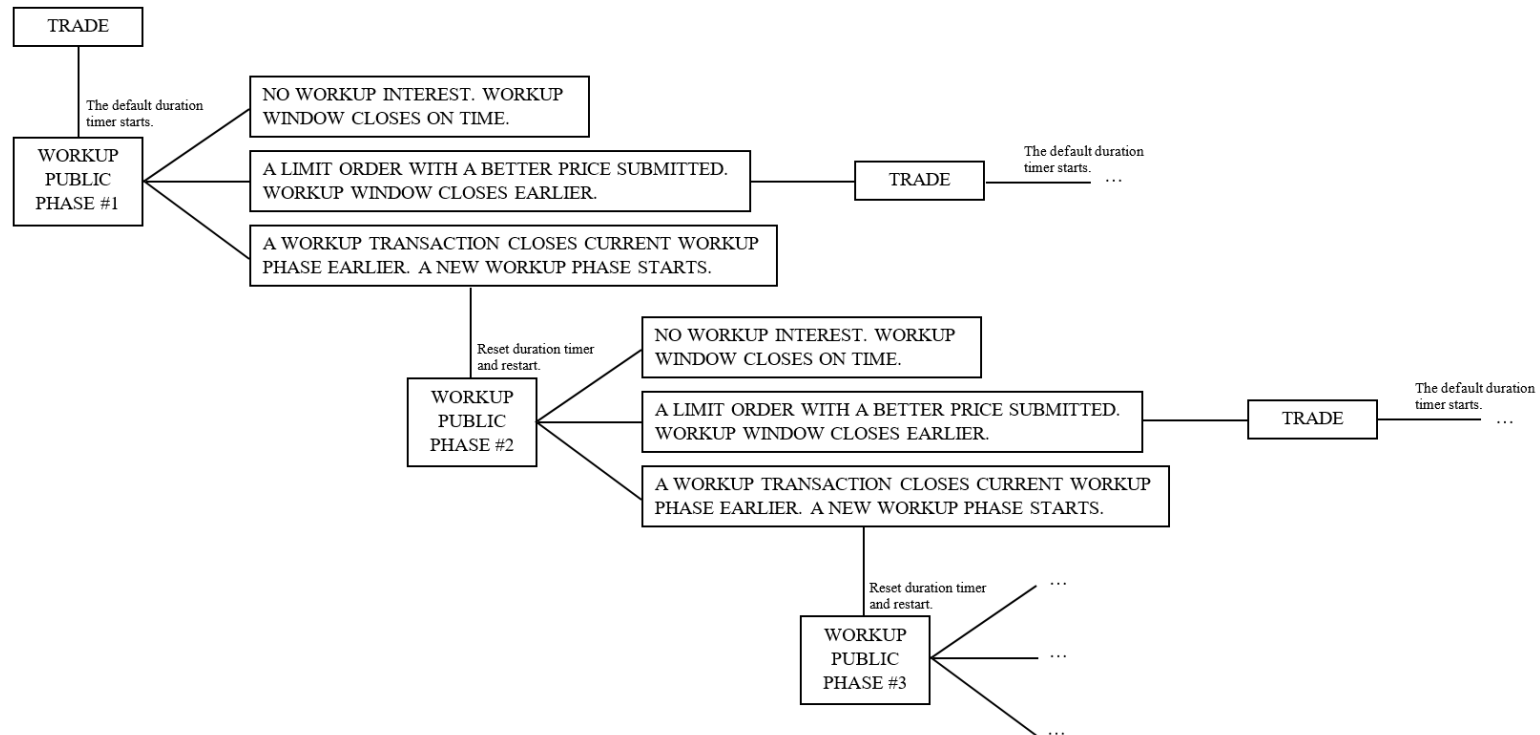 TRADE
The default duration
timer starts.
WORKUP
PUBLIC
PHASE #1
NO WORKUP INTEREST. WORKUP
WINDOW CLOSES ON TIME.
A LIMIT ORDER WITH A BETTER PRICE SUBMITTED.
WORKUP WINDOW CLOSES EARLIER.
TRADE
The default duration
timer starts.
…
A WORKUP TRANSACTION CLOSES CURRENT WORKUP
PHASE EARLIER. A NEW WORKUP PHASE STARTS.
Reset duration timer
and restart.
WORKUP
PUBLIC
PHASE #2
NO WORKUP INTEREST. WORKUP
WINDOW CLOSES ON TIME.
A LIMIT ORDER WITH A BETTER PRICE SUBMITTED.
WORKUP WINDOW CLOSES EARLIER.
TRADE
The default duration
timer starts.
…
A WORKUP TRANSACTION CLOSES CURRENT WORKUP
PHASE EARLIER. A NEW WORKUP PHASE STARTS.
Reset duration timer
and restart.
WORKUP
PUBLIC
PHASE #3
…
…
…